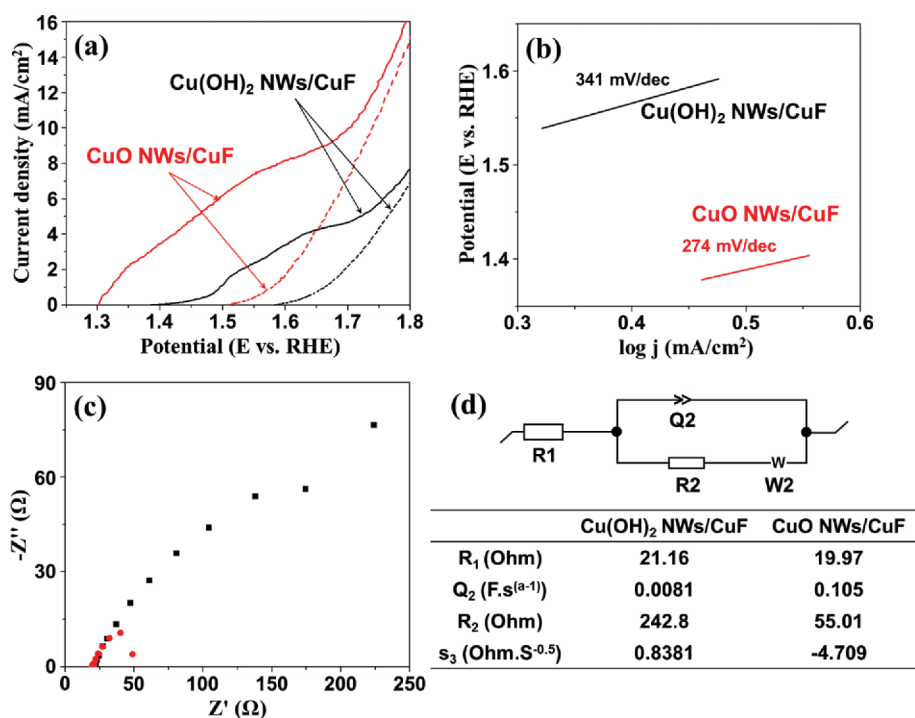 (a)
Cu(OH)₂ NWs/CuF
CuO NWs/CuF
Current density (mA/cm²)
16
14
12
10
8
6
4
2
0
1.3 1.4 1.5 1.6 1.7 1.8
Potential (E vs. RHE)
(b)
341 mV/dec
Cu(OH)₂ NWs/CuF
CuO NWs/CuF
274 mV/dec
Potential (E vs. RHE)
1.6
1.5
1.4
0.3 0.4 0.5 0.6
log j (mA/cm²)
(c)
-Z'' (Ω)
90
60
30
0
0 50 100 150 200 250
Z' (Ω)
(d)
Q2
R1
R2 W
W2
Cu(OH)₂ NWs/CuF CuO NWs/CuF
R₁ (Ohm) 21.16 19.97
Q₂ (F.s⁽ᵃ⁻¹⁾) 0.0081 0.105
R₂ (Ohm) 242.8 55.01
s₃ (Ohm.S⁻⁰·⁵) 0.8381 -4.709